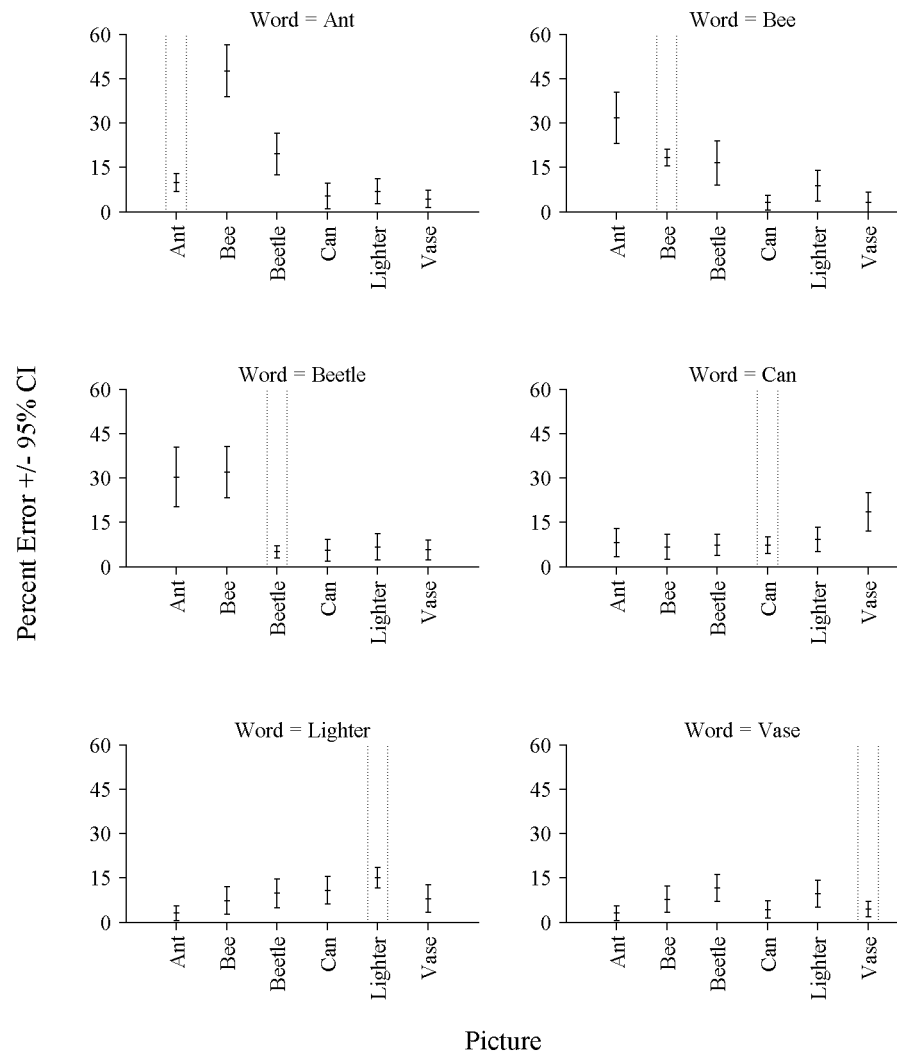 Word = Ant
60
45
30
15
0
Ant
Bee
Beetle
Can
Lighter
Vase
Word = Bee
60
45
30
15
0
Ant
Bee
Beetle
Can
Lighter
Vase
Percent Error +/- 95% CI
Word = Beetle
60
45
30
15
0
Ant
Bee
Beetle
Can
Lighter
Vase
Word = Can
60
45
30
15
0
Ant
Bee
Beetle
Can
Lighter
Vase
Word = Lighter
60
45
30
15
0
Ant
Bee
Beetle
Can
Lighter
Vase
Word = Vase
60
45
30
15
0
Ant
Bee
Beetle
Can
Lighter
Vase
Picture